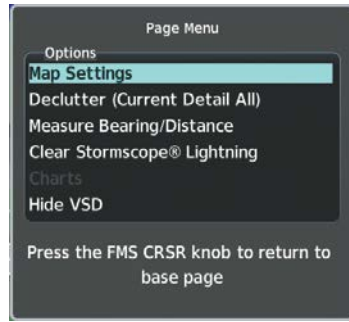 Page Menu
Options
Map Settings
Declutter (Current Detail All)
Measure Bearing/Distance
Clear Stormscope® Lightning
Charts
Hide VSD
Press the FMS CRSR knob to return to
base page